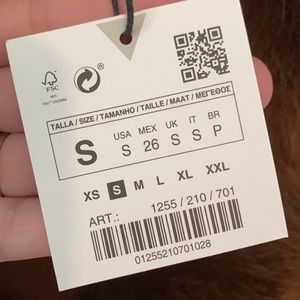 FSC
MIX
TALLA / SIZE / TAMANHO / TAILLE / MAAT / ΜΕΓΕΘΟΣ
S
USA MEX UK IT BR
S 26 S S P
XS S M L XL XXL
ART.: 1255 / 210 / 701
01255210701028